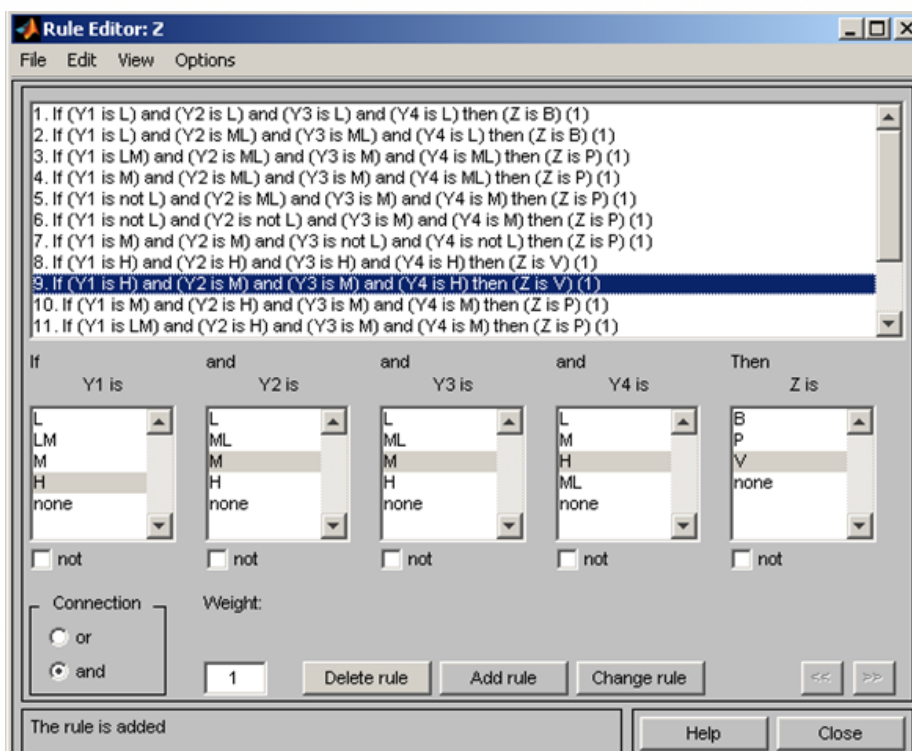 Rule Editor: Z
File Edit View Options
1. If (Y1 is L) and (Y2 is L) and (Y3 is L) and (Y4 is L) then (Z is B) (1)
2. If (Y1 is L) and (Y2 is ML) and (Y3 is ML) and (Y4 is L) then (Z is B) (1)
3. If (Y1 is LM) and (Y2 is ML) and (Y3 is M) and (Y4 is ML) then (Z is P) (1)
4. If (Y1 is M) and (Y2 is ML) and (Y3 is M) and (Y4 is ML) then (Z is P) (1)
5. If (Y1 is not L) and (Y2 is ML) and (Y3 is M) and (Y4 is M) then (Z is P) (1)
6. If (Y1 is not L) and (Y2 is not L) and (Y3 is M) and (Y4 is M) then (Z is P) (1)
7. If (Y1 is M) and (Y2 is M) and (Y3 is not L) and (Y4 is not L) then (Z is P) (1)
8. If (Y1 is H) and (Y2 is H) and (Y3 is H) and (Y4 is H) then (Z is V) (1)
9. If (Y1 is H) and (Y2 is M) and (Y3 is M) and (Y4 is H) then (Z is V) (1)
10. If (Y1 is M) and (Y2 is H) and (Y3 is M) and (Y4 is M) then (Z is P) (1)
11. If (Y1 is LM) and (Y2 is H) and (Y3 is M) and (Y4 is M) then (Z is P) (1)
If and and and Then
Y1 is Y2 is Y3 is Y4 is Z is
L L L L B
LM ML ML M P
M M M H V
H H H ML none
none none none none
not not not not not
Connection Weight:
or
and 1 Delete rule Add rule Change rule << >>
The rule is added Help Close